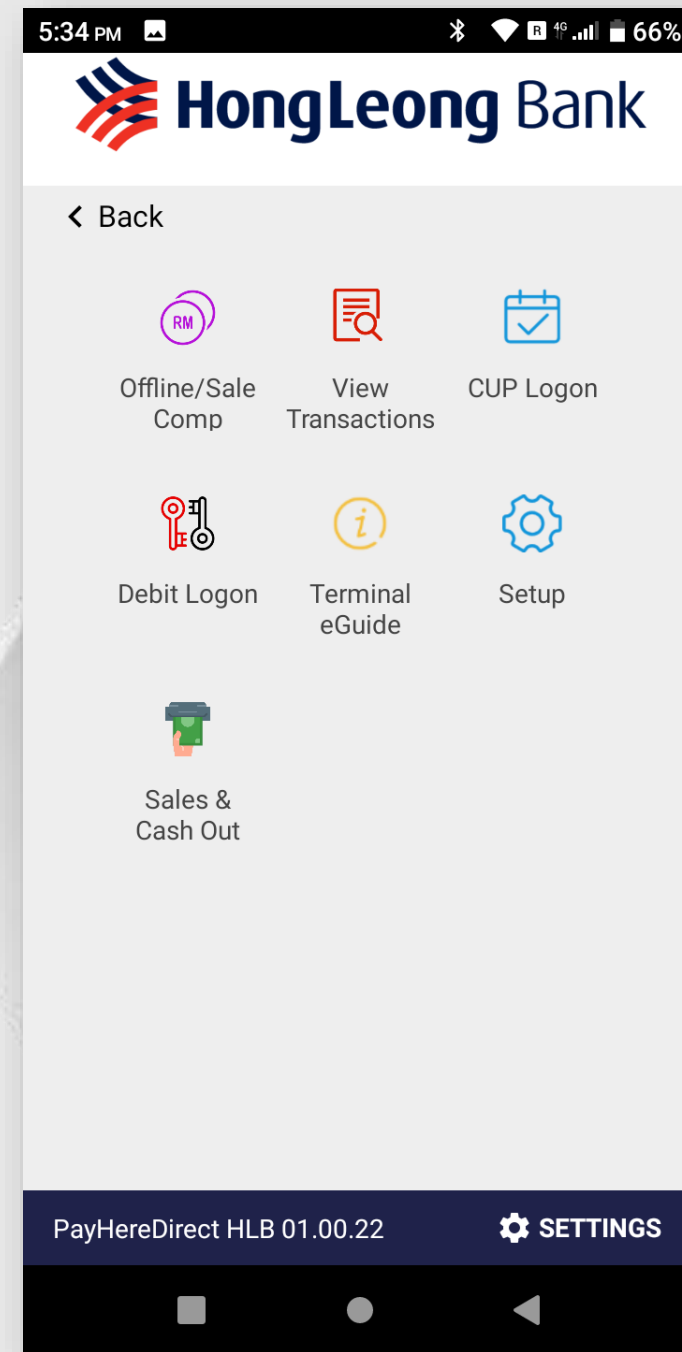 5:34 PM R 4G 66%
HongLeong Bank
Back
RM
Offline/Sale
Comp
View
Transactions
CUP Logon
Debit Logon
i
Terminal
eGuide
Setup
Sales &
Cash Out
PayHereDirect HLB 01.00.22
SETTINGS